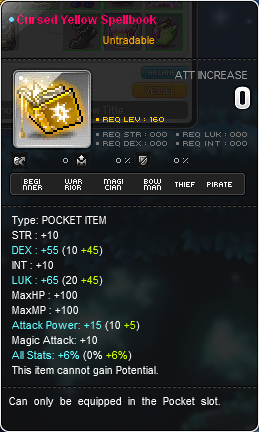 Cursed Yellow Spellbook
Untradable
ATT INCREASE
0
REQ LEV : 160
REQ STR : 000
REQ LUK : 000
REQ DEX : 000
REQ INT : 000
0 0 % 0 %
BEGINNER WARRIOR MAGICIAN BOWMAN THIEF PIRATE
Type: POCKET ITEM
STR : +10
DEX : +55 (10 +45)
INT : +10
LUK : +65 (20 +45)
MaxHP : +100
MaxMP : +100
Attack Power: +15 (10 +5)
Magic Attack: +10
All Stats: +6% (0% +6%)
This item cannot gain Potential.
Can only be equipped in the Pocket slot.